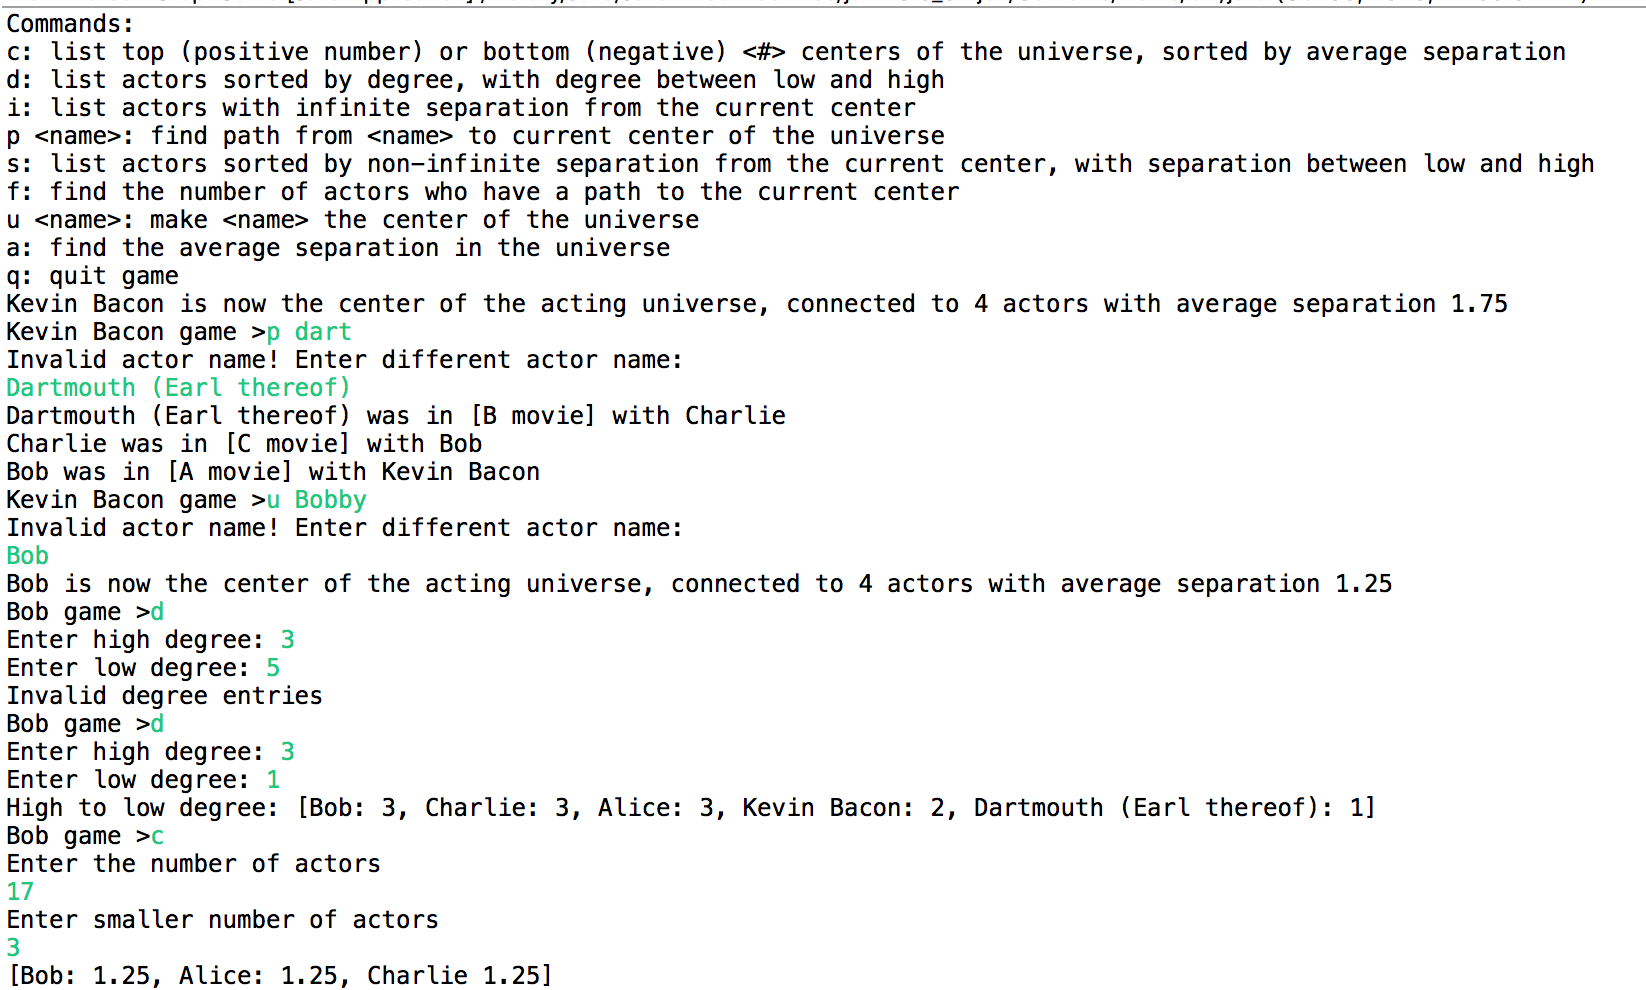 Commands:
c: list top (positive number) or bottom (negative) <#> centers of the universe, sorted by average separation
d: list actors sorted by degree, with degree between low and high
i: list actors with infinite separation from the current center
p <name>: find path from <name> to current center of the universe
s: list actors sorted by non-infinite separation from the current center, with separation between low and high
f: find the number of actors who have a path to the current center
u <name>: make <name> the center of the universe
a: find the average separation in the universe
q: quit game
Kevin Bacon is now the center of the acting universe, connected to 4 actors with average separation 1.75
Kevin Bacon game >p dart
Invalid actor name! Enter different actor name:
Dartmouth (Earl thereof)
Dartmouth (Earl thereof) was in [B movie] with Charlie
Charlie was in [C movie] with Bob
Bob was in [A movie] with Kevin Bacon
Kevin Bacon game >u Bobby
Invalid actor name! Enter different actor name:
Bob
Bob is now the center of the acting universe, connected to 4 actors with average separation 1.25
Bob game >d
Enter high degree: 3
Enter low degree: 5
Invalid degree entries
Bob game >d
Enter high degree: 3
Enter low degree: 1
High to low degree: [Bob: 3, Charlie: 3, Alice: 3, Kevin Bacon: 2, Dartmouth (Earl thereof): 1]
Bob game >c
Enter the number of actors
17
Enter smaller number of actors
3
[Bob: 1.25, Alice: 1.25, Charlie 1.25]